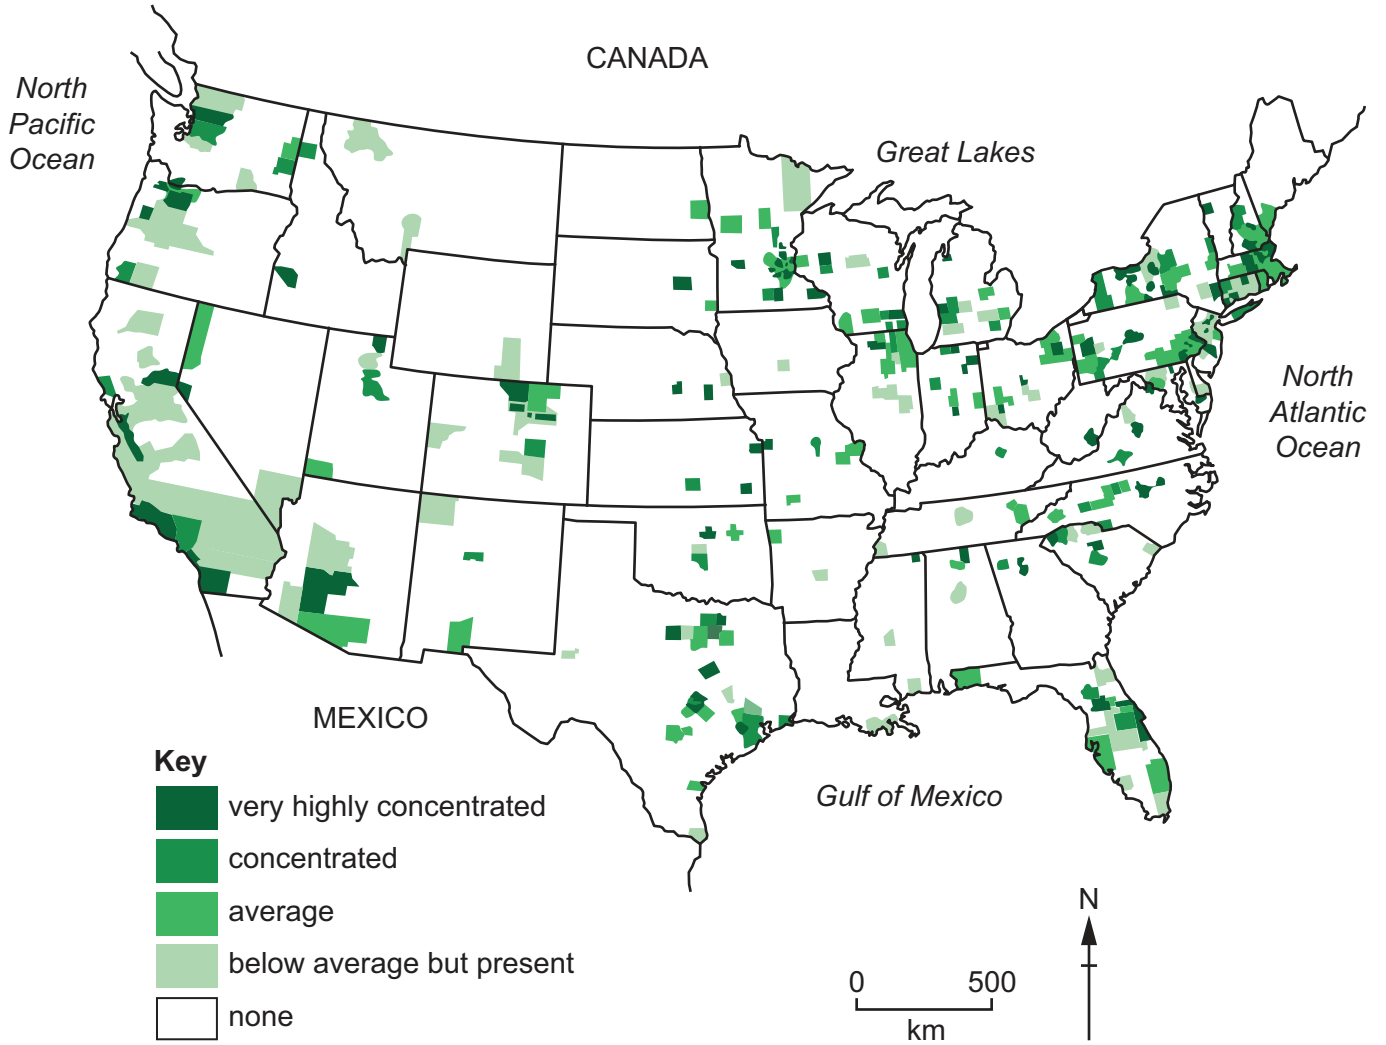 CANADA
North
Pacific
Ocean
Great Lakes
North
Atlantic
Ocean
MEXICO
Gulf of Mexico
Key
very highly concentrated
concentrated
average
below average but present
none
N
0 500
km